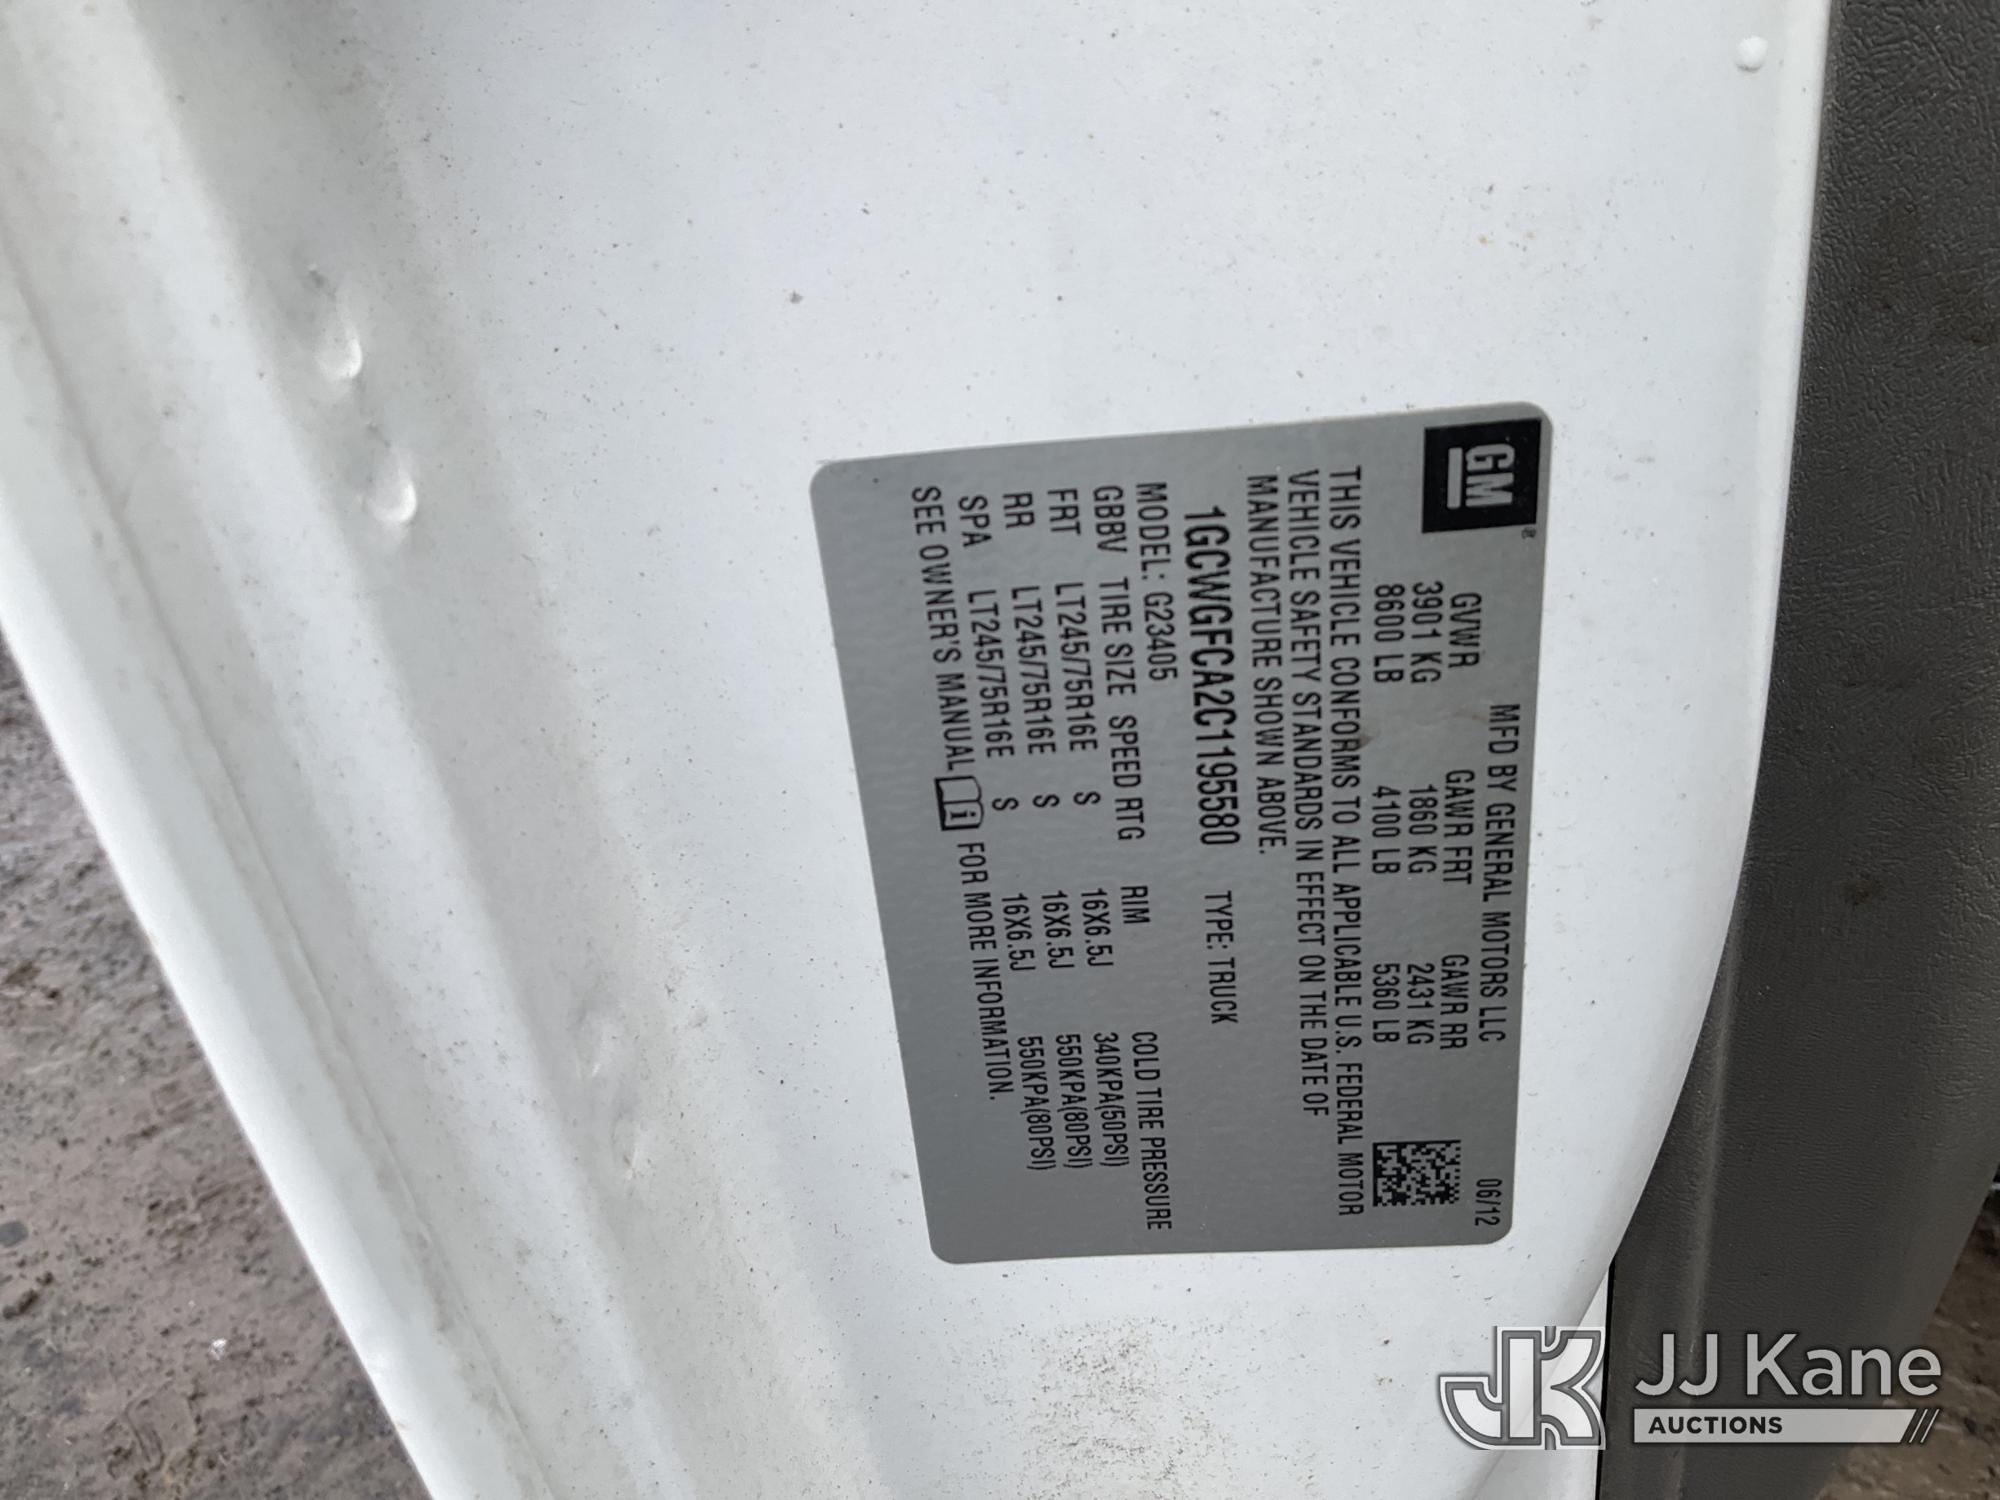 GM
MFD BY GENERAL MOTORS LLC 06/12
GVWR GAWR FRT GAWR RR
3901 KG 1860 KG 2431 KG
8600 LB 4100 LB 5360 LB
THIS VEHICLE CONFORMS TO ALL APPLICABLE U.S. FEDERAL MOTOR
VEHICLE SAFETY STANDARDS IN EFFECT ON THE DATE OF
MANUFACTURE SHOWN ABOVE.
1GCWGFCA2C1195580 TYPE: TRUCK
MODEL: G23405
GBBV TIRE SIZE SPEED RTG RIM COLD TIRE PRESSURE
FRT LT245/75R16E S 16X6.5J 340KPA(50PSI)
RR LT245/75R16E S 16X6.5J 550KPA(80PSI)
SPA LT245/75R16E S 16X6.5J 550KPA(80PSI)
SEE OWNER'S MANUAL i FOR MORE INFORMATION.
JK JJ Kane
AUCTIONS